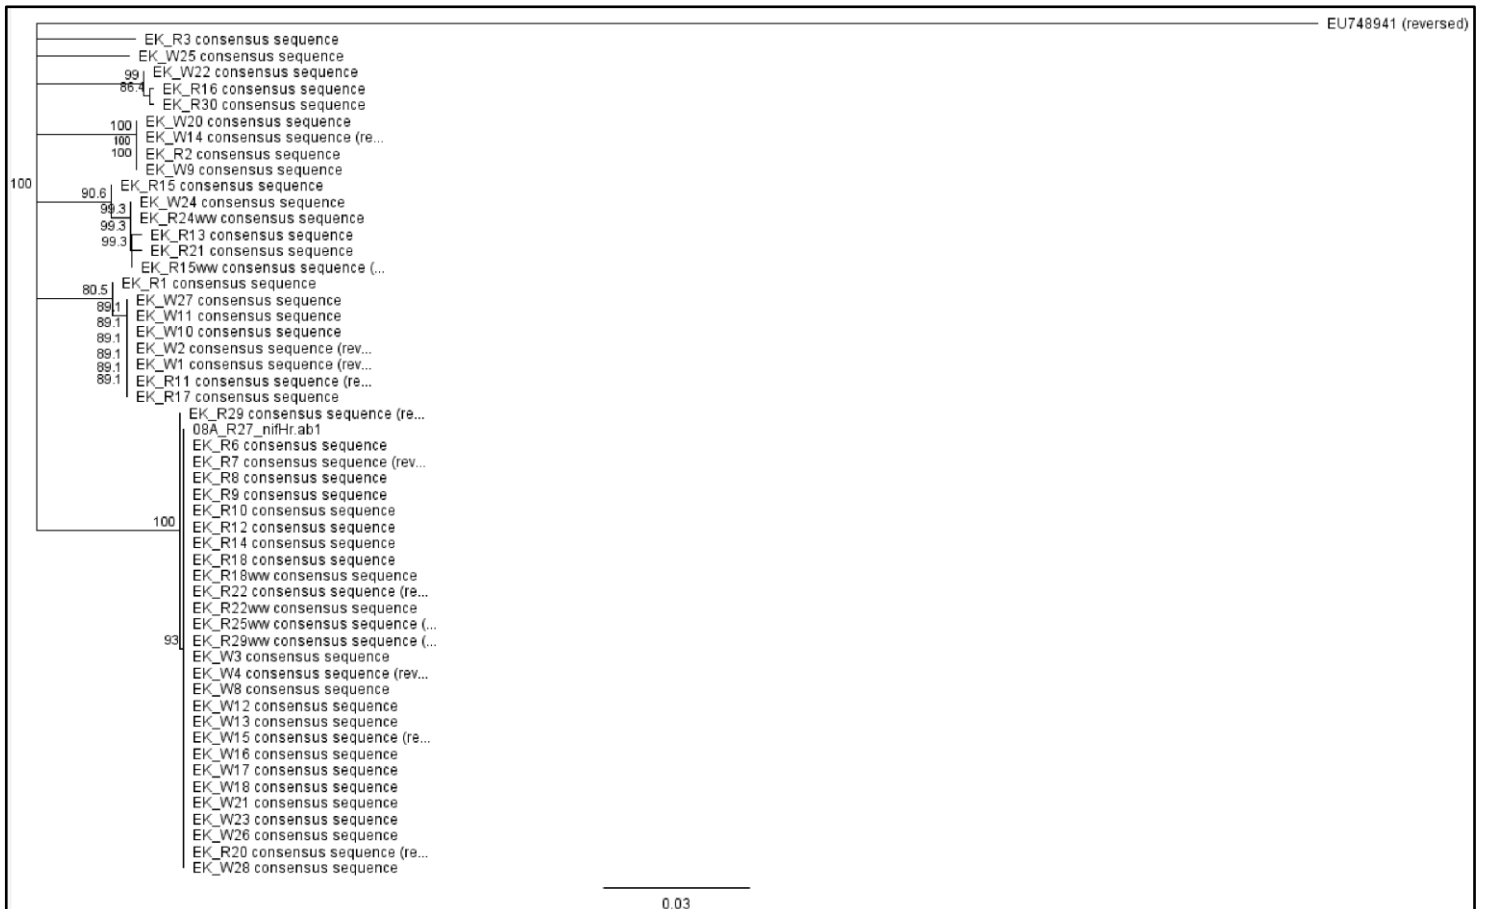 EU748941 (reversed)
EK_R3 consensus sequence
EK_W25 consensus sequence
99 EK_W22 consensus sequence
86.4 EK_R16 consensus sequence
EK_R30 consensus sequence
EK_W20 consensus sequence
100 EK_W14 consensus sequence (re...
100
100 EK_R2 consensus sequence
EK_W9 consensus sequence
100 EK_R15 consensus sequence
90.6 EK_W24 consensus sequence
99.3 EK_R24ww consensus sequence
99.3 EK_R13 consensus sequence
99.3 EK_R21 consensus sequence
EK_R15ww consensus sequence (...
EK_R1 consensus sequence
80.5 EK_W27 consensus sequence
89.1 EK_W11 consensus sequence
89.1 EK_W10 consensus sequence
89.1 EK_W2 consensus sequence (rev...
89.1 EK_W1 consensus sequence (rev...
89.1 EK_R11 consensus sequence (re...
89.1 EK_R17 consensus sequence
EK_R29 consensus sequence (re...
08A_R27_nifHr.ab1
EK_R6 consensus sequence
EK_R7 consensus sequence (rev...
EK_R8 consensus sequence
EK_R9 consensus sequence
EK_R10 consensus sequence
100 EK_R12 consensus sequence
EK_R14 consensus sequence
EK_R18 consensus sequence
EK_R18ww consensus sequence
EK_R22 consensus sequence (re...
EK_R22ww consensus sequence
EK_R25ww consensus sequence (...
93 EK_R29ww consensus sequence (...
EK_W3 consensus sequence
EK_W4 consensus sequence (rev...
EK_W8 consensus sequence
EK_W12 consensus sequence
EK_W13 consensus sequence
EK_W15 consensus sequence (re...
EK_W16 consensus sequence
EK_W17 consensus sequence
EK_W18 consensus sequence
EK_W21 consensus sequence
EK_W23 consensus sequence
EK_W26 consensus sequence
EK_R20 consensus sequence (re...
EK_W28 consensus sequence
0.03